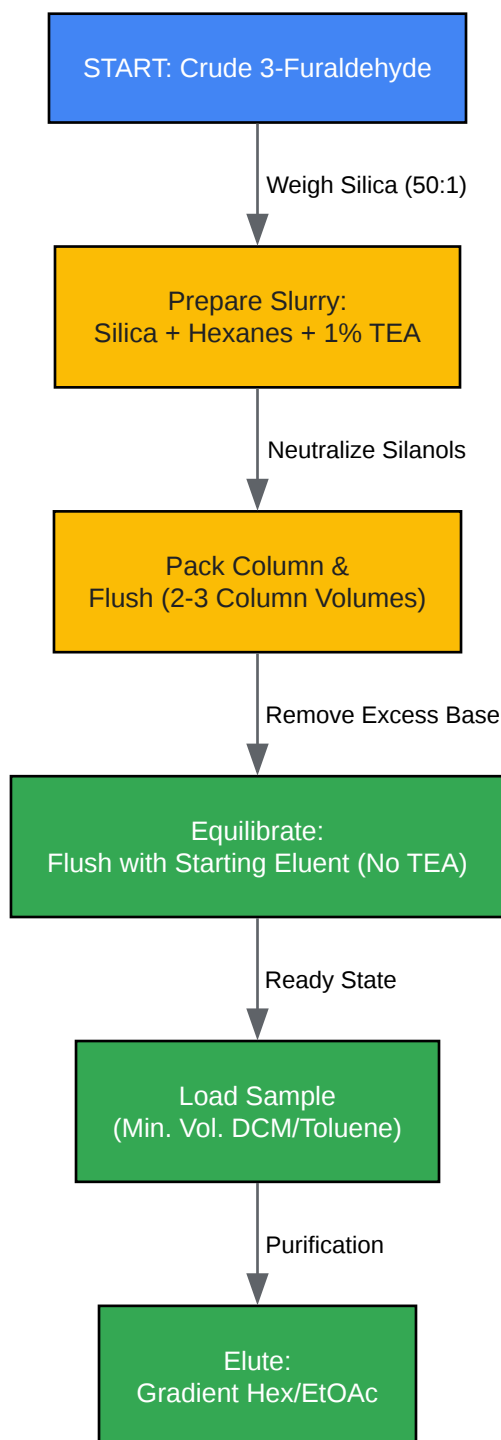 START: Crude 3-Furaldehyde
Weigh Silica (50:1)
Prepare Slurry:
Silica + Hexanes + 1% TEA
Neutralize Silanols
Pack Column &
Flush (2-3 Column Volumes)
Remove Excess Base
Equilibrate:
Flush with Starting Eluent (No TEA)
Ready State
Load Sample
(Min. Vol. DCM/Toluene)
Purification
Elute:
Gradient Hex/EtOAc